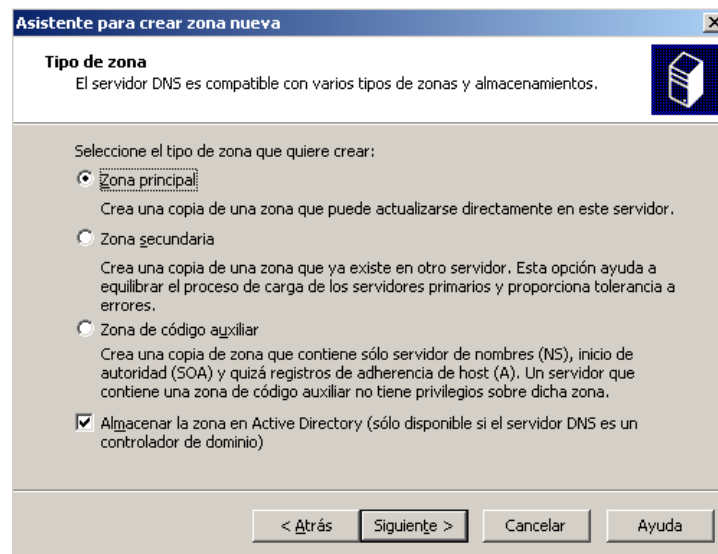 Asistente para crear zona nueva
Tipo de zona
El servidor DNS es compatible con varios tipos de zonas y almacenamientos.
Seleccione el tipo de zona que quiere crear:
Zona principal
Crea una copia de una zona que puede actualizarse directamente en este servidor.
Zona secundaria
Crea una copia de una zona que ya existe en otro servidor. Esta opción ayuda a
equilibrar el proceso de carga de los servidores primarios y proporciona tolerancia a
errores.
Zona de código auxiliar
Crea una copia de zona que contiene sólo servidor de nombres (NS), inicio de
autoridad (SOA) y quizá registros de adherencia de host (A). Un servidor que
contiene una zona de código auxiliar no tiene privilegios sobre dicha zona.
Almacenar la zona en Active Directory (sólo disponible si el servidor DNS es un
controlador de dominio)
< Atrás Siguiente > Cancelar Ayuda